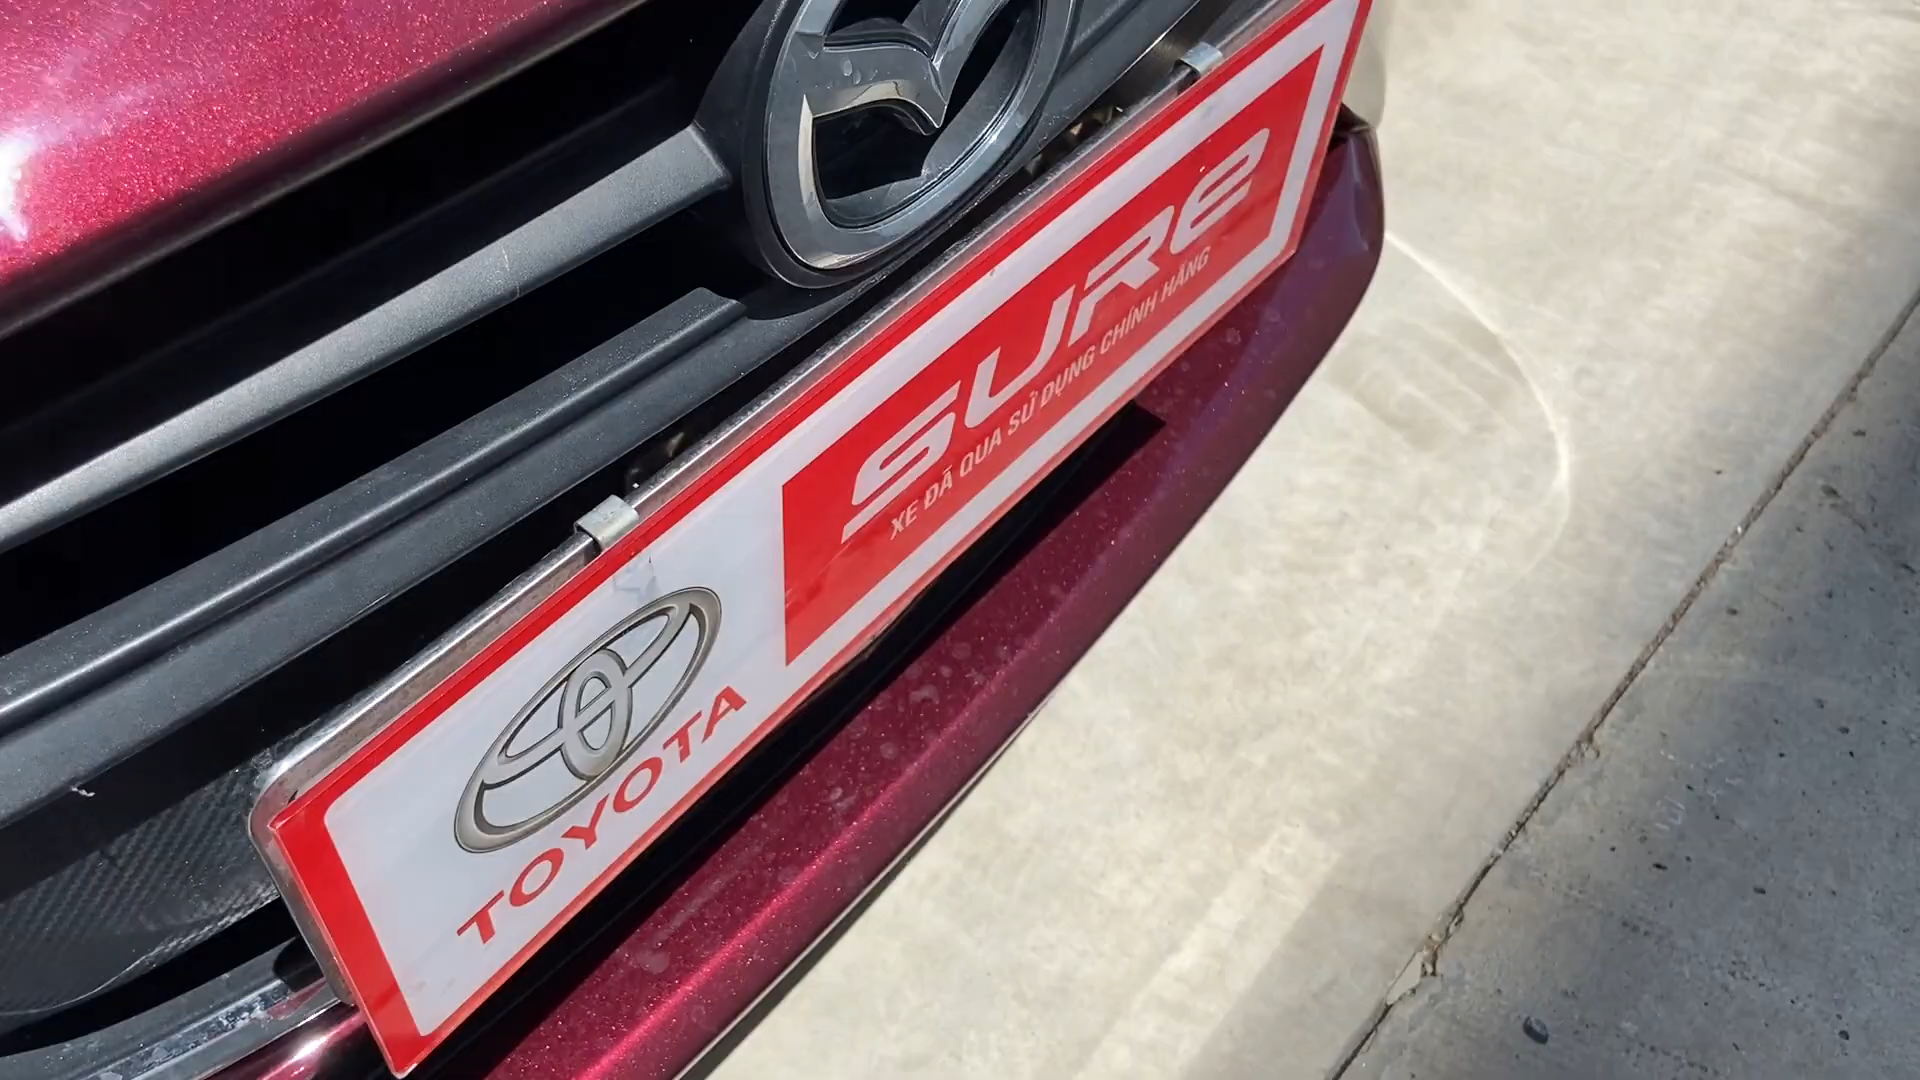 TOYOTA
SURE
XE ĐÃ QUA SỬ DỤNG CHÍNH HÃNG